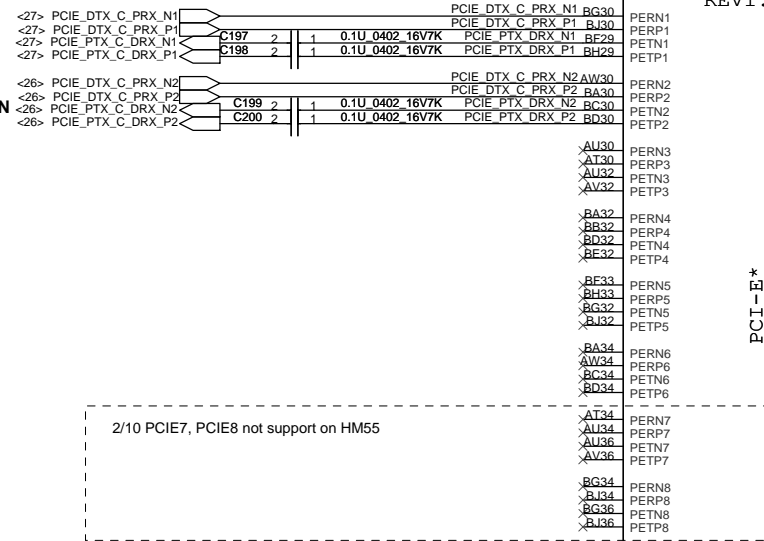 REV1.
<27> PCIE_DTX_C_PRX_N1 PCIE_DTX_C_PRX_N1 BG30 PERN1
<27> PCIE_DTX_C_PRX_P1 PCIE_DTX_C_PRX_P1 BJ30 PERP1
<27> PCIE_PTX_C_DRX_N1 C197 2 1 0.1U_0402_16V7K PCIE_PTX_DRX_N1 BF29 PETN1
<27> PCIE_PTX_C_DRX_P1 C198 2 1 0.1U_0402_16V7K PCIE_PTX_DRX_P1 BH29 PETP1
<26> PCIE_DTX_C_PRX_N2 PCIE_DTX_C_PRX_N2 AW30 PERN2
<26> PCIE_DTX_C_PRX_P2 PCIE_DTX_C_PRX_P2 BA30 PERP2
N <26> PCIE_PTX_C_DRX_N2 C199 2 1 0.1U_0402_16V7K PCIE_PTX_DRX_N2 BC30 PETN2
<26> PCIE_PTX_C_DRX_P2 C200 2 1 0.1U_0402_16V7K PCIE_PTX_DRX_P2 BD30 PETP2
AU30 PERN3
AT30 PERP3
AU32 PETN3
AV32 PETP3
BA32 PERN4
BB32 PERP4
BD32 PETN4
BE32 PETP4
PCI-E*
BF33 PERN5
BH33 PERP5
BG32 PETN5
BJ32 PETP5
BA34 PERN6
AW34 PERP6
BC34 PETN6
BD34 PETP6
2/10 PCIE7, PCIE8 not support on HM55
AT34 PERN7
AU34 PERP7
AU36 PETN7
AV36 PETP7
BG34 PERN8
BJ34 PERP8
BG36 PETN8
BJ36 PETP8